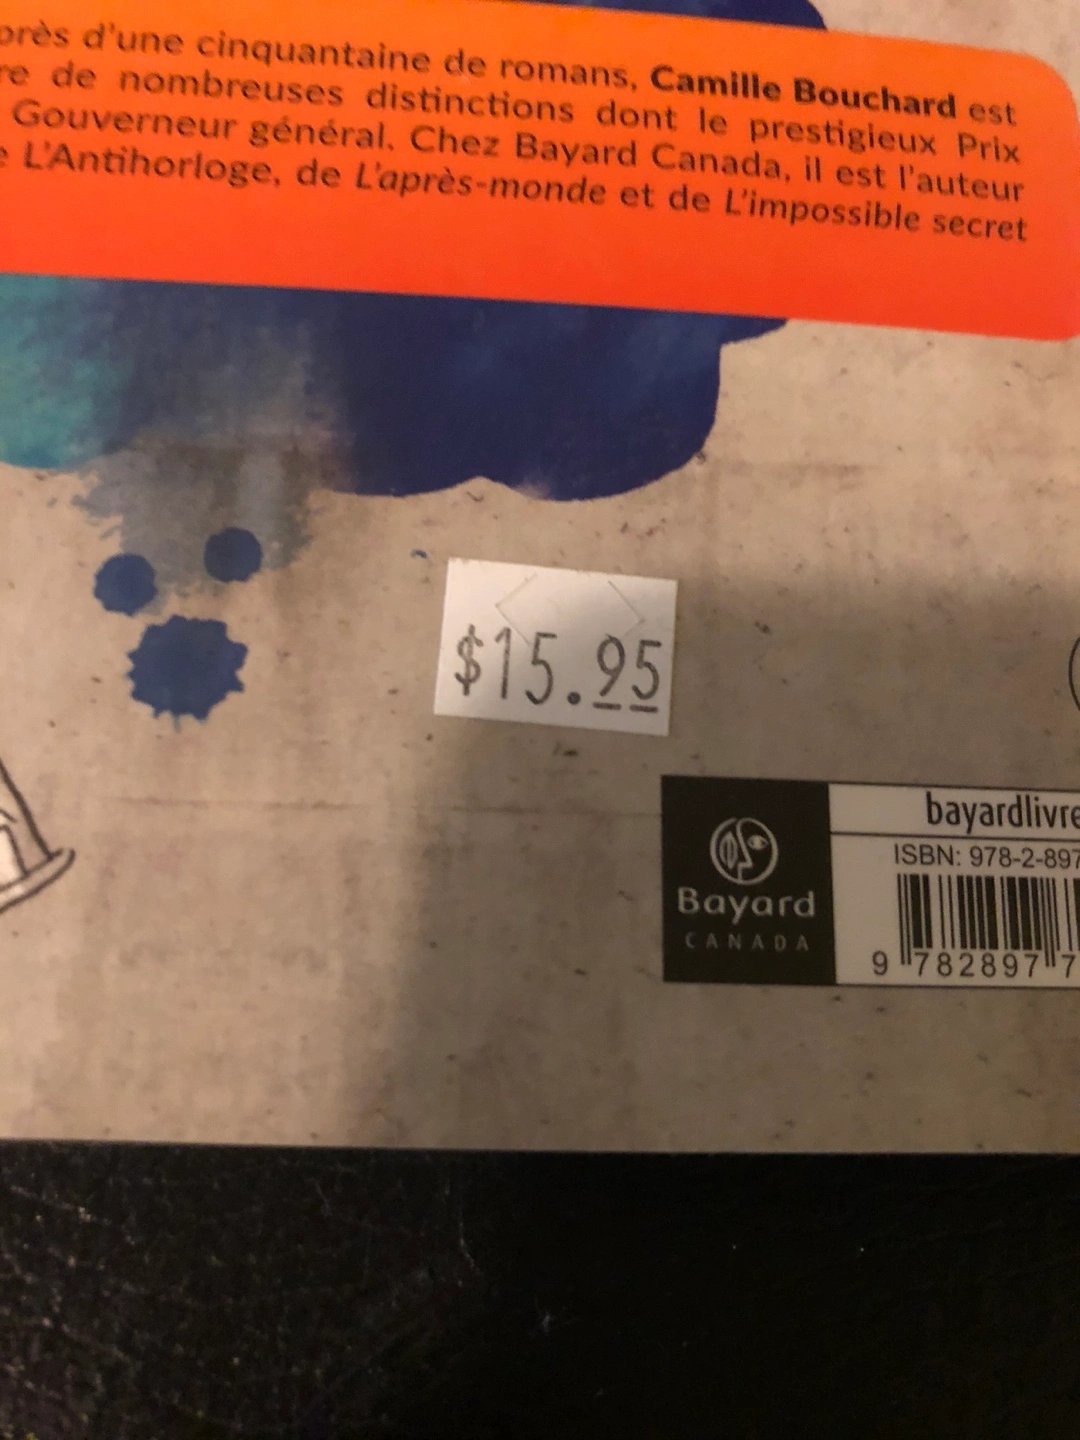 d'une cinquantaine de romans, Camille Bouchard est
de nombreuses distinctions dont le prestigieux Prix
Gouverneur général. Chez Bayard Canada, il est l'auteur
L'Antihorloge, de L'après-monde et de L'impossible secret
$15.95
bayardlivre
ISBN: 978-2-897
Bayard
CANADA
9 782897 7